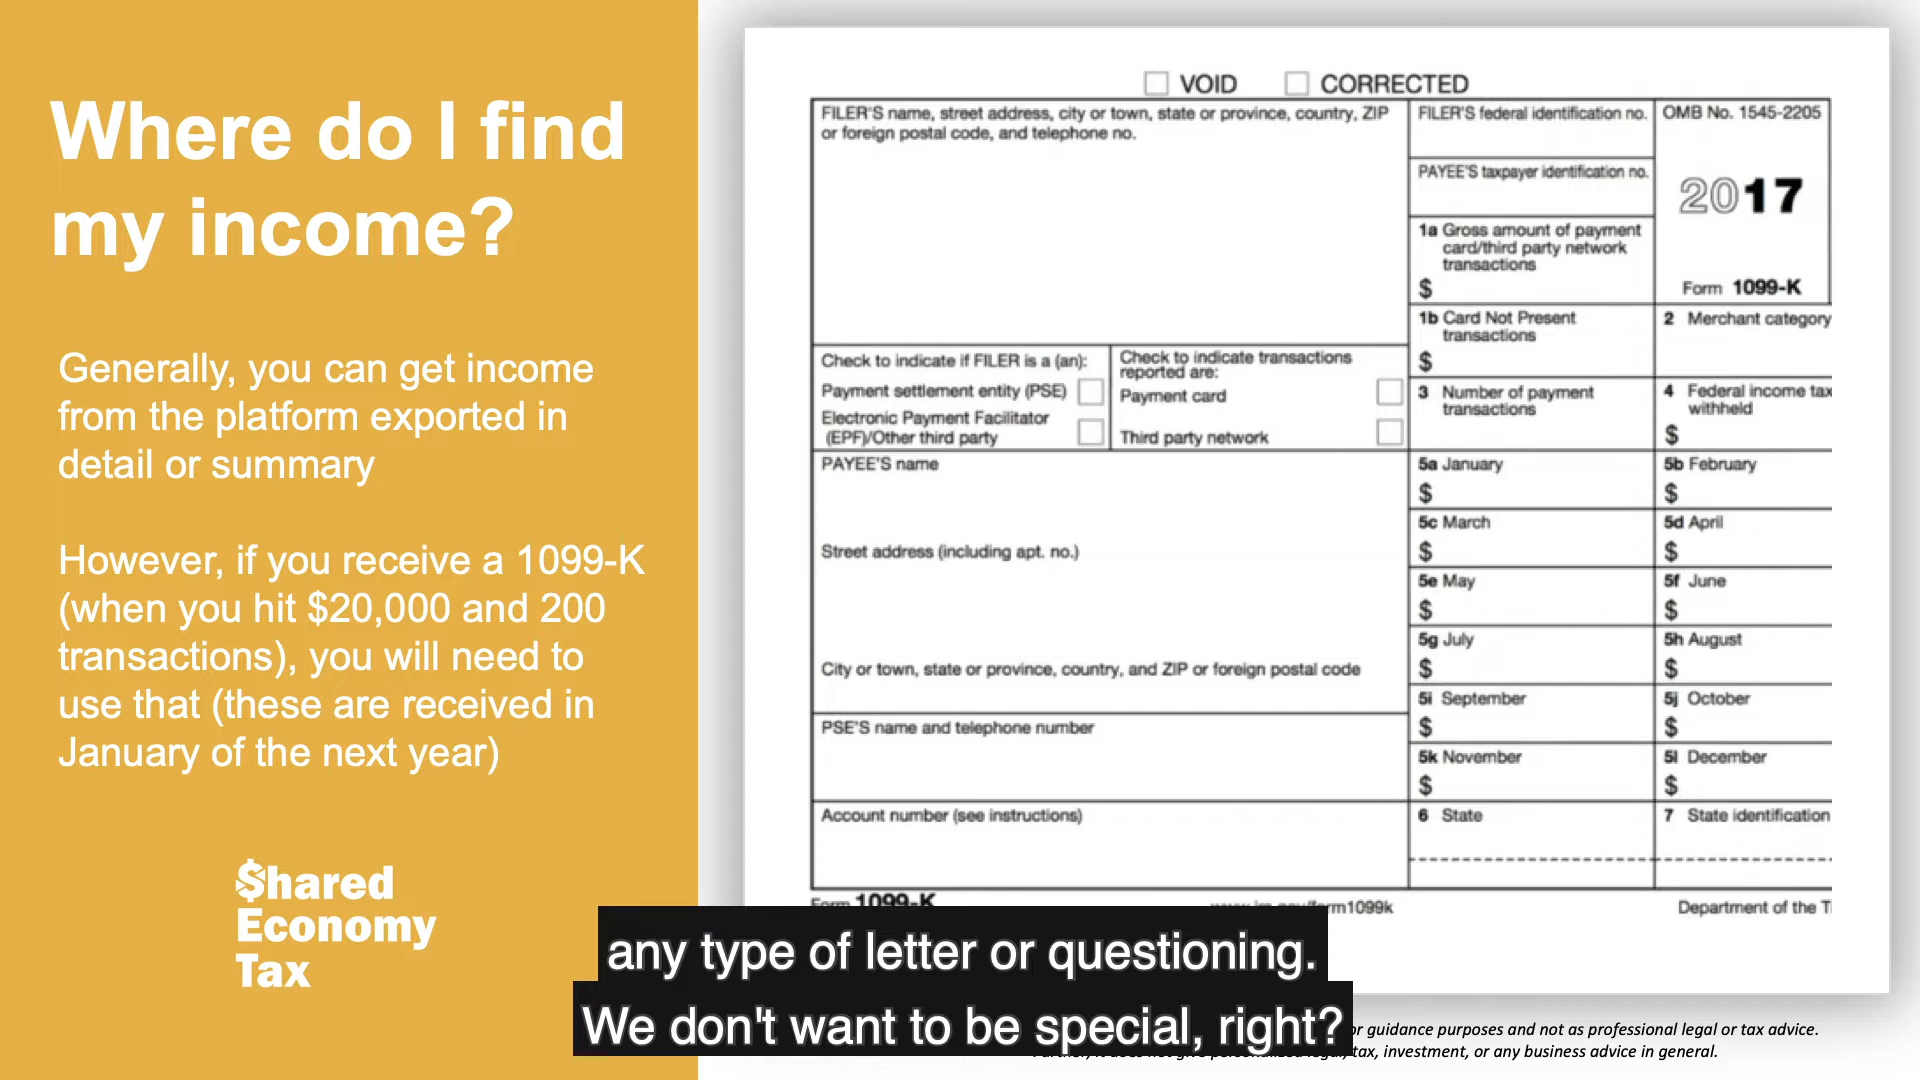 Where do I find
my income?
Generally, you can get income
from the platform exported in
detail or summary
However, if you receive a 1099-K
(when you hit $20,000 and 200
transactions), you will need to
use that (these are received in
January of the next year)
$hared
Economy
Tax
VOID CORRECTED
FILER'S name, street address, city or town, state or province, country, ZIP
or foreign postal code, and telephone no.
FILER'S federal identification no.
OMB No. 1545-2205
PAYEE'S taxpayer identification no.
2017
1a Gross amount of payment
card/third party network
transactions
$
Form 1099-K
1b Card Not Present
transactions
$
2 Merchant category
Check to indicate if FILER is a (an):
Payment settlement entity (PSE)
Electronic Payment Facilitator
(EPF)/Other third party
Check to indicate transactions
reported are:
Payment card
Third party network
3 Number of payment
transactions
4 Federal income tax
withheld
$
PAYEE'S name
5a January
$
5b February
$
5c March
$
5d April
$
Street address (including apt. no.)
5e May
$
5f June
$
5g July
$
5h August
$
City or town, state or province, country, and ZIP or foreign postal code
5i September
$
5j October
$
PSE'S name and telephone number
5k November
$
5l December
$
Account number (see instructions)
6 State
7 State identification
Form 1099-K
Department of the T
any type of letter or questioning.
We don't want to be special, right?
r guidance purposes and not as professional legal or tax advice.
tax, investment, or any business advice in general.